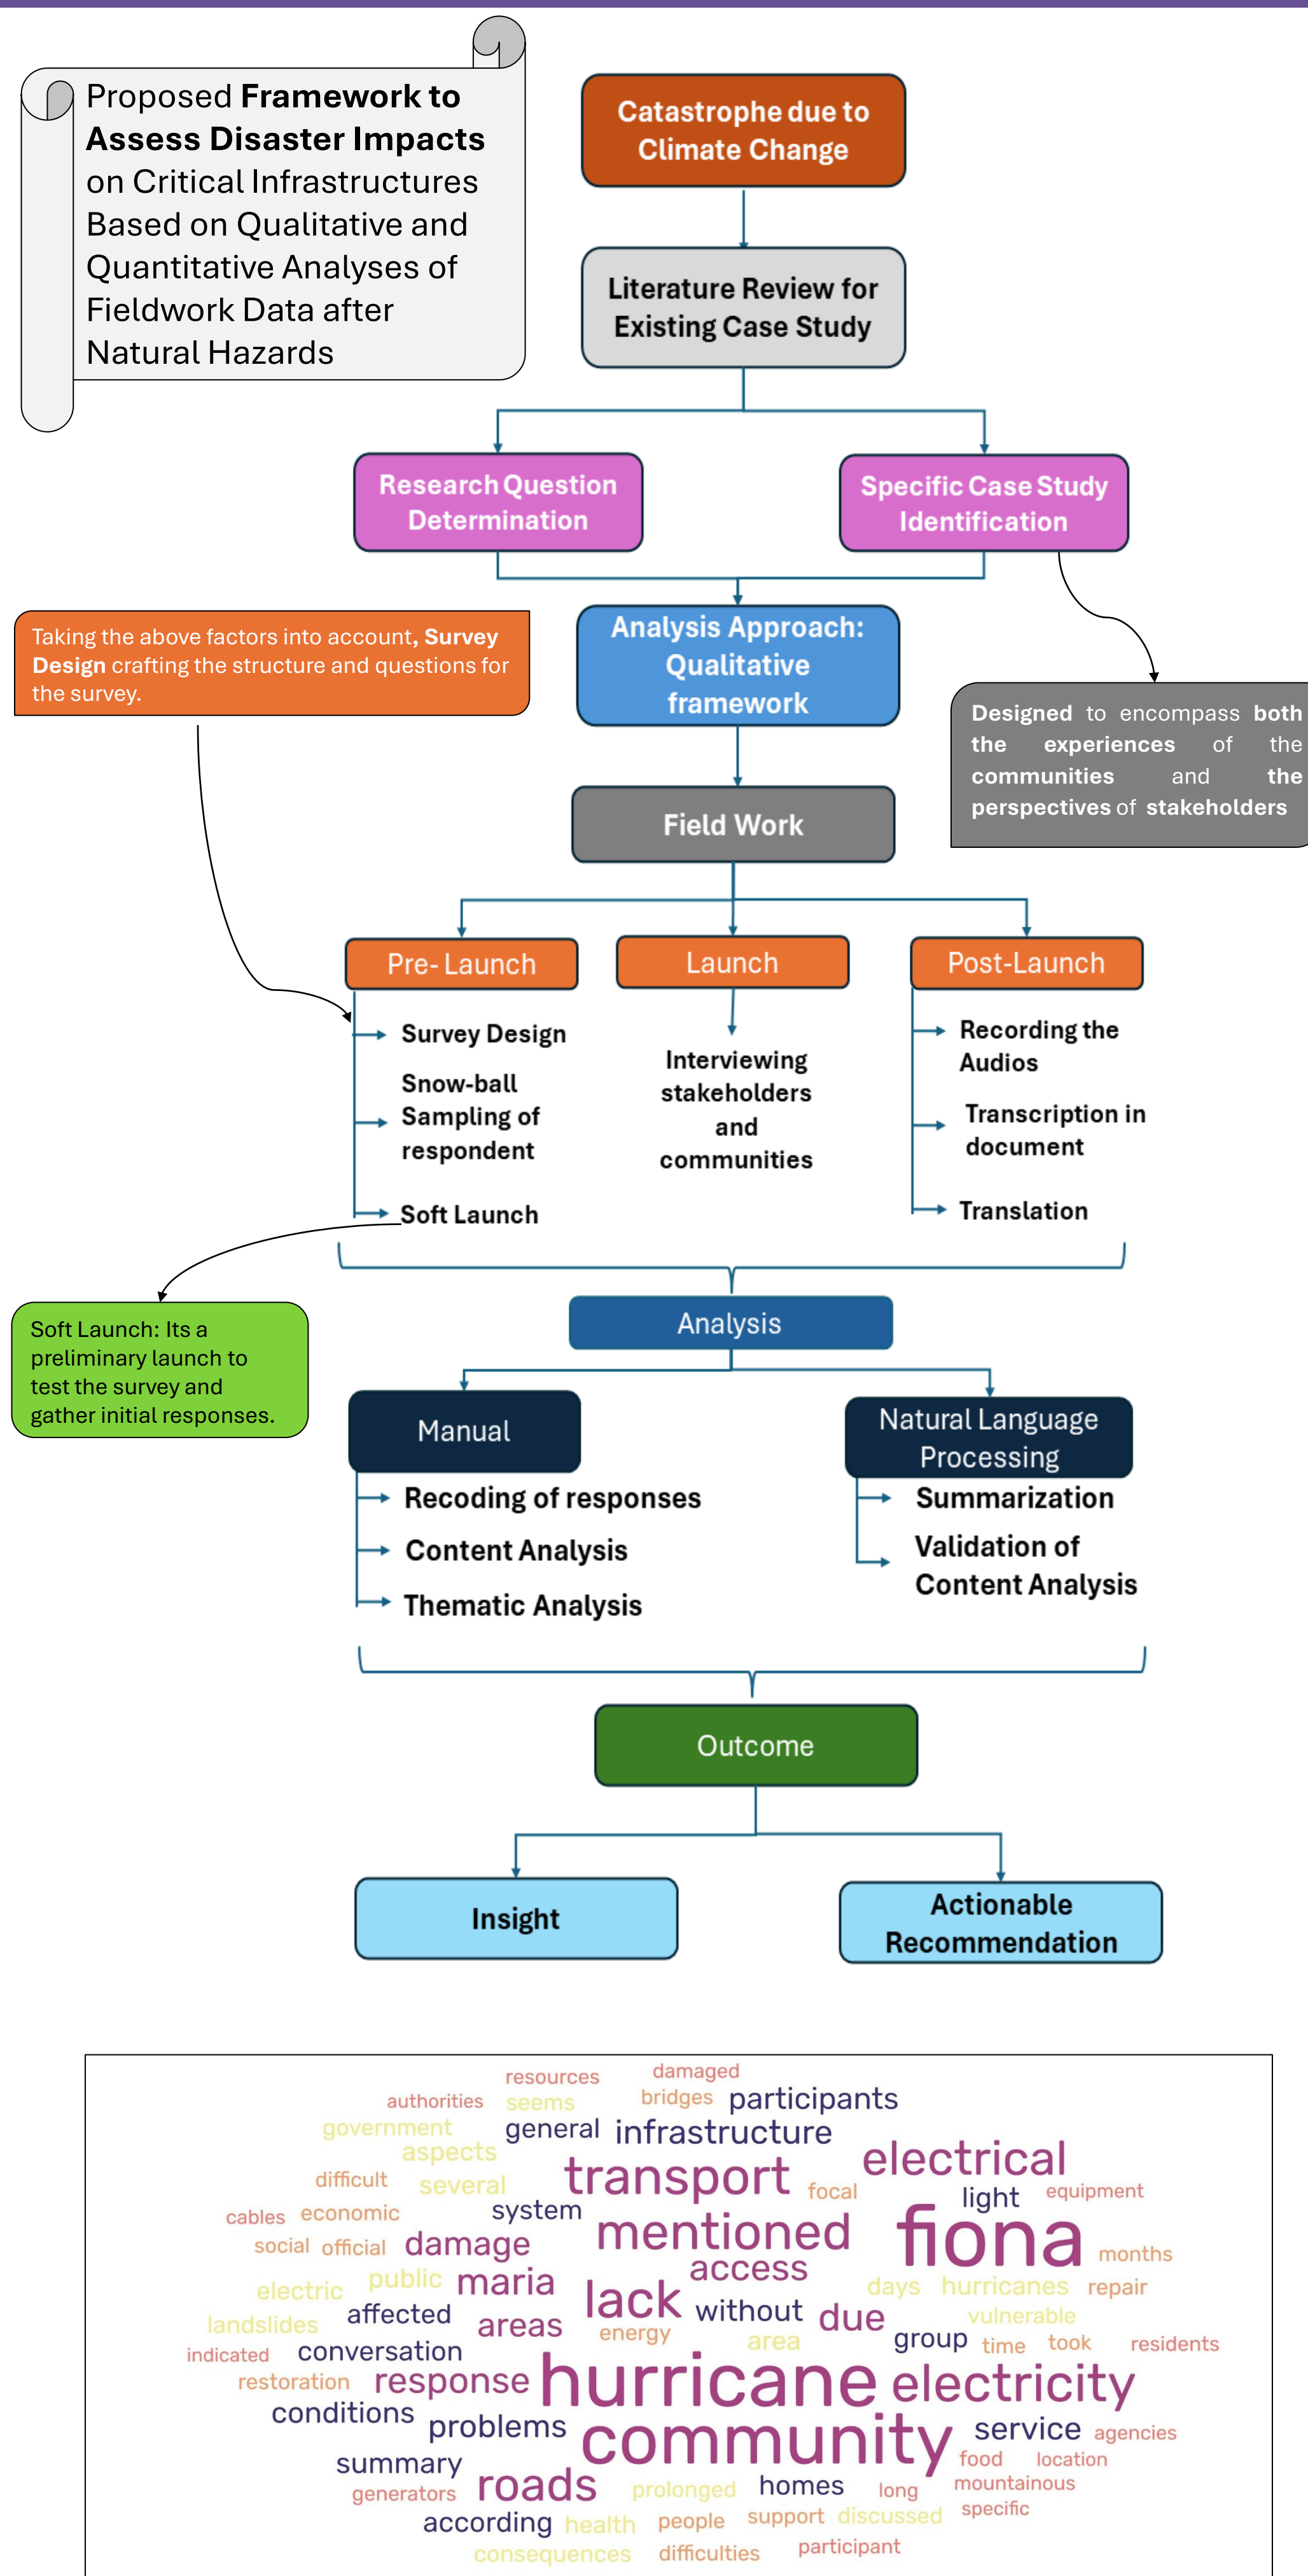 Proposed Framework to
Assess Disaster Impacts
on Critical Infrastructures
Based on Qualitative and
Quantitative Analyses of
Fieldwork Data after
Natural Hazards
Catastrophe due to
Climate Change
Literature Review for
Existing Case Study
Research Question
Determination
Specific Case Study
Identification
Taking the above factors into account, Survey
Design crafting the structure and questions for
the survey.
Analysis Approach:
Qualitative
framework
Designed to encompass both
the experiences of the
communities and the
perspectives of stakeholders
Field Work
Pre- Launch
Launch
Post-Launch
Survey Design
Snow-ball
Sampling of
respondent
Soft Launch
Interviewing
stakeholders
and
communities
Recording the
Audios
Transcription in
document
Translation
Soft Launch: Its a
preliminary launch to
test the survey and
gather initial responses.
Analysis
Manual
Natural Language
Processing
Recoding of responses
Content Analysis
Thematic Analysis
Summarization
Validation of
Content Analysis
Outcome
Insight
Actionable
Recommendation
resources damaged
authorities seems bridges participants
government general infrastructure
aspects transport electrical
difficult several focal light equipment
cables economic system mentioned fiona
social official damage access months
electric public maria lack days hurricanes repair
landslides affected areas without due vulnerable
energy area group time took residents
indicated conversation
restoration response hurricane electricity
conditions problems community service agencies
summary food location
generators roads prolonged homes long mountainous
according health people support discussed specific
consequences difficulties participant